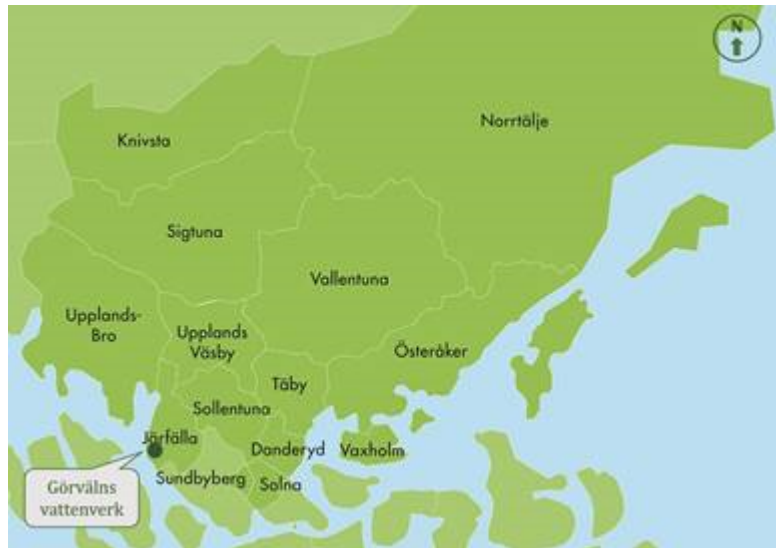 N
Knivsta
Norrtälje
Sigtuna
Vallentuna
Upplands-
Bro
Upplands
Väsby
Österåker
Täby
Sollentuna
Järfälla
Danderyd
Vaxholm
Sundbyberg
Solna
Görvälns
vattenverk